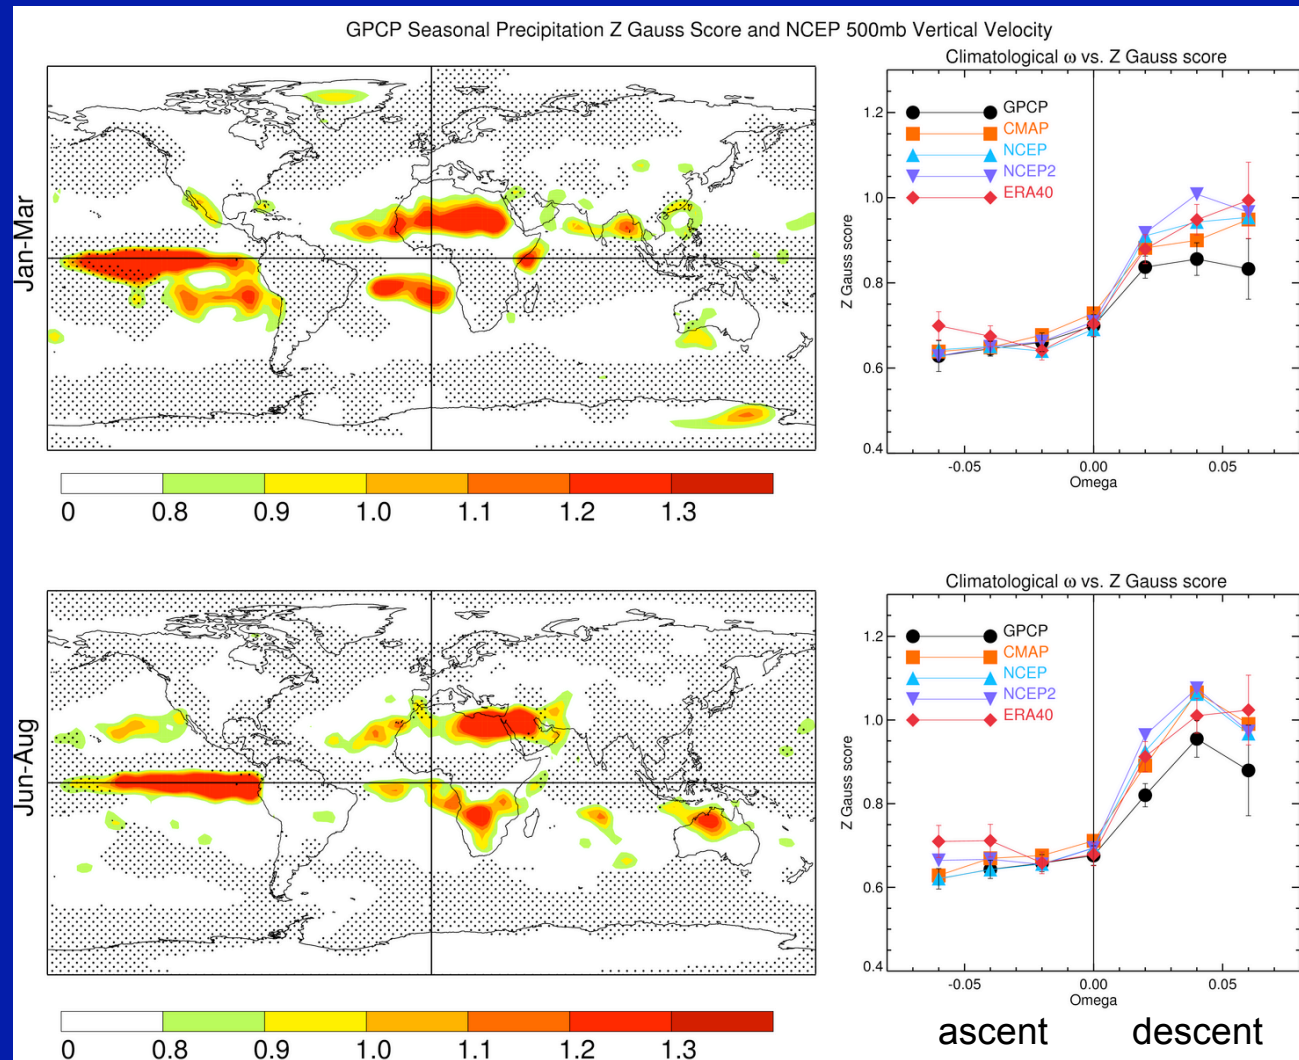 GPCP Seasonal Precipitation Z Gauss Score and NCEP 500mb Vertical Velocity
Jan-Mar
0 0.8 0.9 1.0 1.1 1.2 1.3
Climatological ω vs. Z Gauss score
Z Gauss score
1.2
1.0
0.8
0.6
0.4
GPCP
CMAP
NCEP
NCEP2
ERA40
-0.05 0.00 0.05
Omega
Jun-Aug
0 0.8 0.9 1.0 1.1 1.2 1.3
Climatological ω vs. Z Gauss score
Z Gauss score
1.2
1.0
0.8
0.6
0.4
GPCP
CMAP
NCEP
NCEP2
ERA40
-0.05 0.00 0.05
Omega
ascent descent